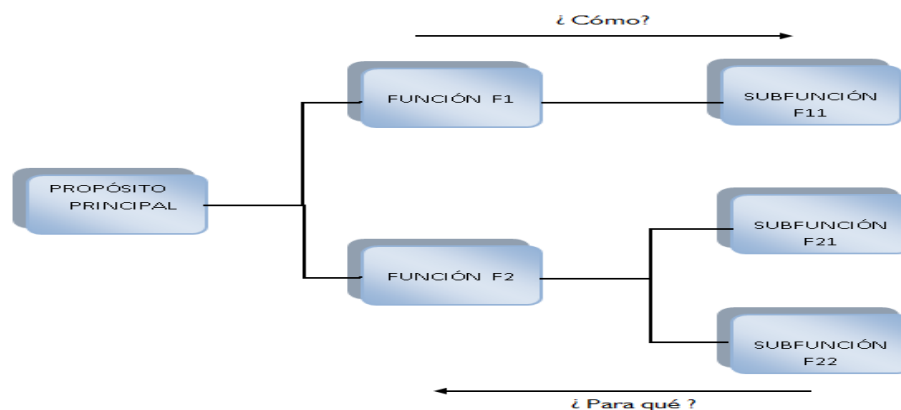 ¿ Cómo?
FUNCIÓN F1
SUBFUNCIÓN
F11
PROPÓSITO
PRINCIPAL
SUBFUNCIÓN
F21
FUNCIÓN F2
SUBFUNCIÓN
F22
¿ Para qué ?